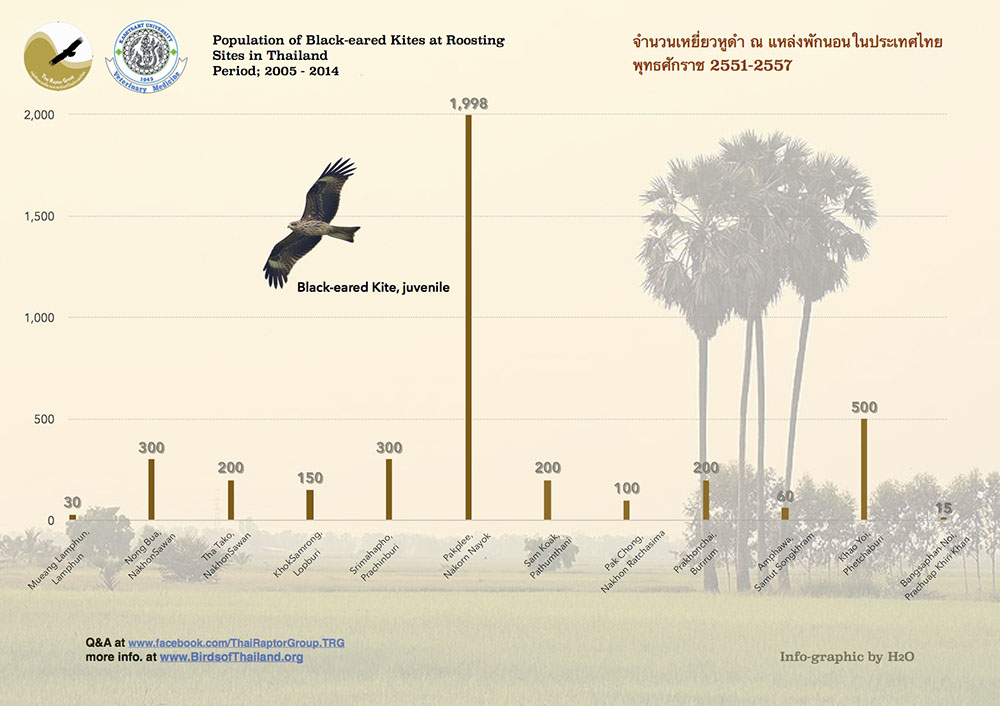 Population of Black-eared Kites at Roosting
Sites in Thailand
Period; 2005 - 2014
จำนวนเหยี่ยวหูดำ ณ แหล่งพักนอนในประเทศไทย
พุทธศักราช 2551-2557
KASETSART UNIVERSITY
1943
Veterinary Medicine
Thai Raptor Group
2,000
1,500
1,000
500
0
Black-eared Kite, juvenile
30
300
200
150
300
1,998
200
100
200
60
500
15
Mueang Lamphun,
Lamphun
Nong Bua,
NakhonSawan
Tha Tako,
NakhonSawan
KhokSamrong,
Lopburi
Srimahapho,
Prachinburi
Pakplee,
Nakorn Nayok
Sam Koak,
Pathumthani
Pak Chong,
Nakhon Ratchasima
Prakhonchai,
Burirum
Amphawa,
Samut Songkhram
Khao Yoi,
Phetchaburi
Bangsaphan Noi,
Prachuap Khiri Khan
Q&A at www.facebook.com/ThaiRaptorGroup.TRG
more info. at www.BirdsofThailand.org
Info-graphic by H2O